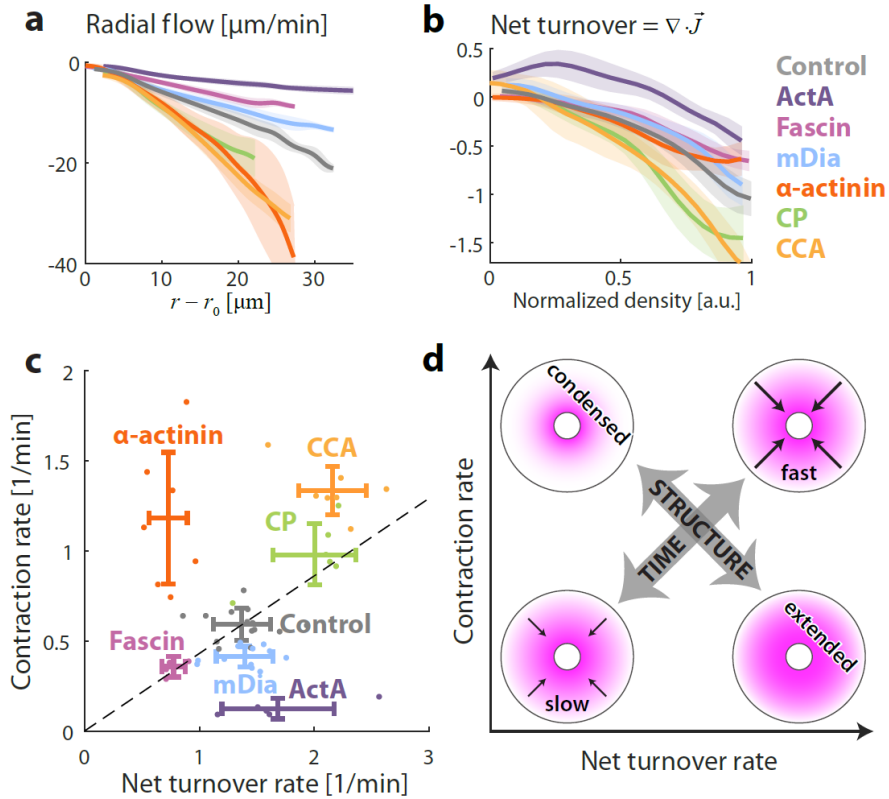 a
Radial flow [μm/min]
0
-20
-40
0
10
20
30
r − r₀ [μm]
b
Net turnover = ∇·J⃗
0.5
0
-0.5
-1
-1.5
0
0.5
1
Normalized density [a.u.]
Control
ActA
Fascin
mDia
α-actinin
CP
CCA
c
Contraction rate [1/min]
2
1.5
1
0.5
0
0
1
2
3
Net turnover rate [1/min]
α-actinin
CCA
CP
Control
Fascin
mDia
ActA
d
Contraction rate
condensed
fast
STRUCTURE
TIME
slow
extended
Net turnover rate